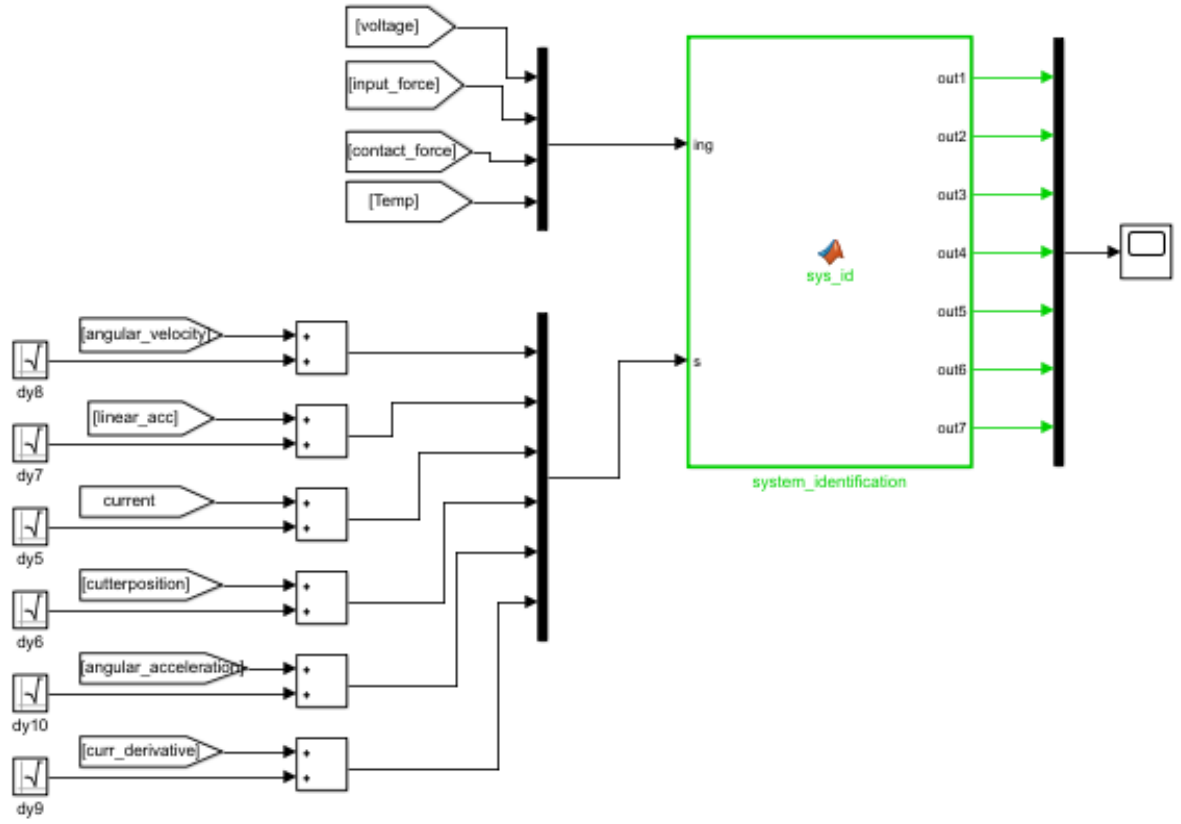 [voltage]
[input_force]
[contact_force]
[Temp]
ing
s
sys_id
out1
out2
out3
out4
out5
out6
out7
system_identification
[angular_velocity]
+
+
dy8
[linear_acc]
+
+
dy7
current
+
+
dy5
[cutterposition]
+
+
dy6
[angular_acceleration]
+
+
dy10
[curr_derivative]
+
+
dy9